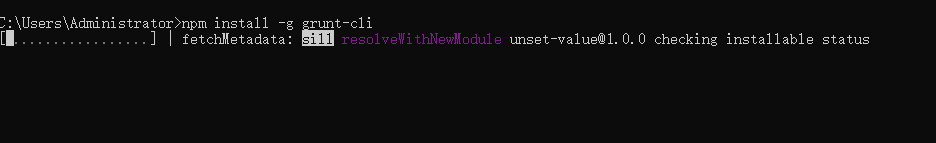 C:\Users\Administrator>npm install -g grunt-cli
[ ................] | fetchMetadata: sill resolveWithNewModule unset-value@1.0.0 checking installable status